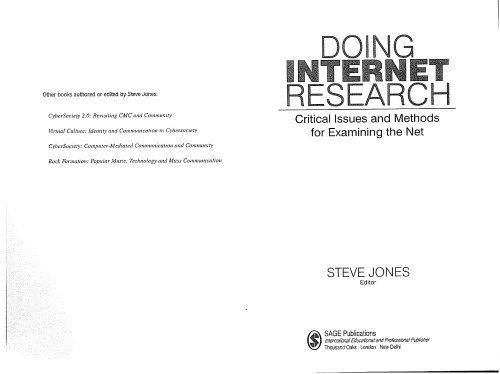 Other books authored or edited by Steve Jones:
CyberSociety 2.0: Revisiting CMC and Community
Virtual Culture: Identity and Communication in Cybersociety
CyberSociety: Computer-Mediated Communication and Community
Rock Formation: Popular Music, Technology and Mass Communication
DOING
INTERNET
RESEARCH
Critical Issues and Methods
for Examining the Net
STEVE JONES
Editor
S
SAGE Publications
International Educational and Professional Publisher
Thousand Oaks London New Delhi